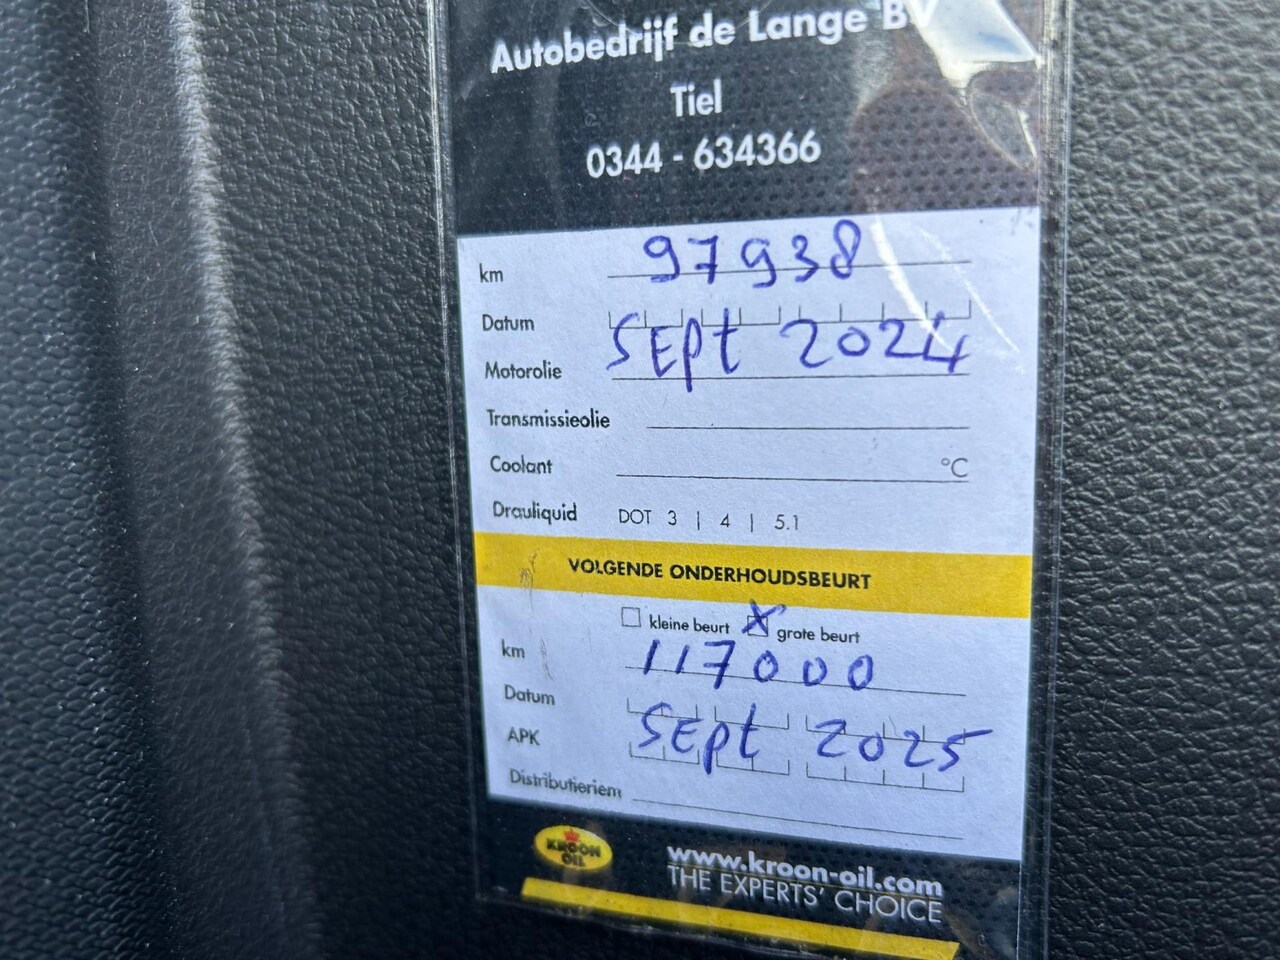 Autobedrijf de Lange BV
Tiel
0344 - 634366
km 97938
Datum Sept 2024
Motorolie
Transmissieolie
Coolant °C
Drauliquid DOT 3 | 4 | 5.1
VOLGENDE ONDERHOUDSBEURT
kleine beurt X grote beurt
km 117000
Datum
APK Sept 2025
Distributieriem
KROON
OIL
www.kroon-oil.com
THE EXPERTS' CHOICE